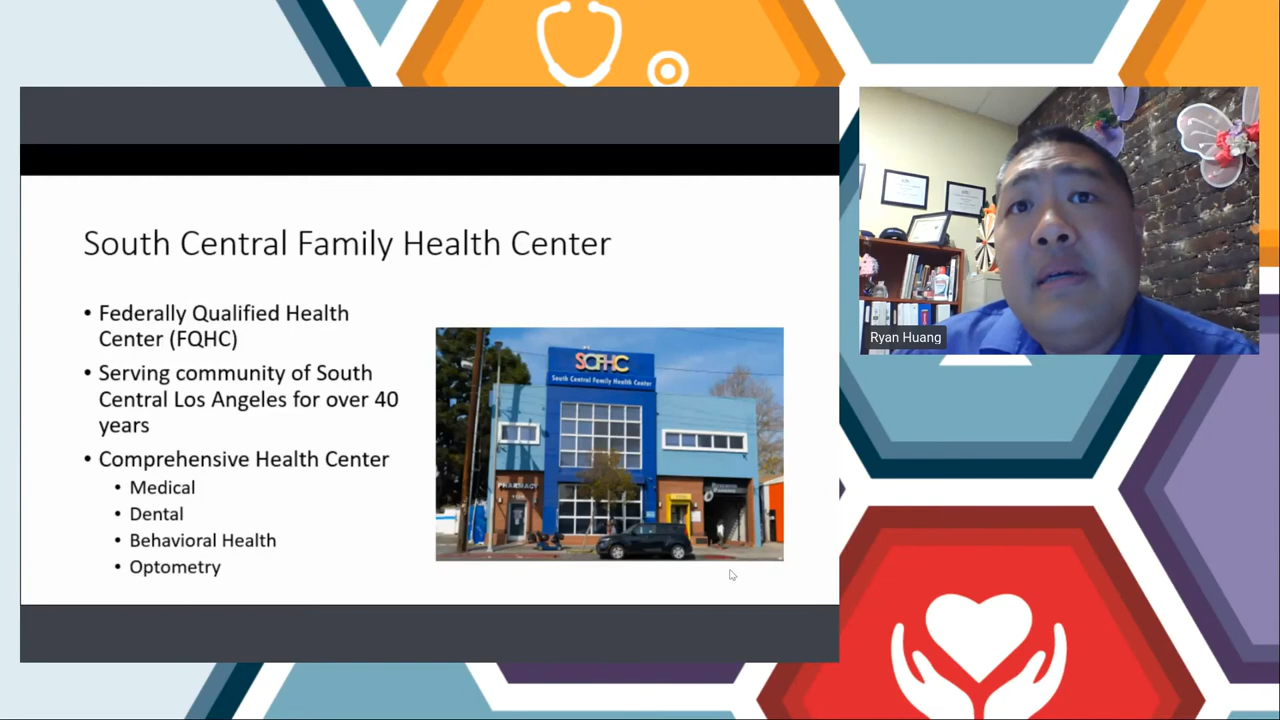 South Central Family Health Center
• Federally Qualified Health
Center (FQHC)
• Serving community of South
Central Los Angeles for over 40
years
• Comprehensive Health Center
• Medical
• Dental
• Behavioral Health
• Optometry
SCFHC
South Central Family Health Center
PHARMACY
Ryan Huang